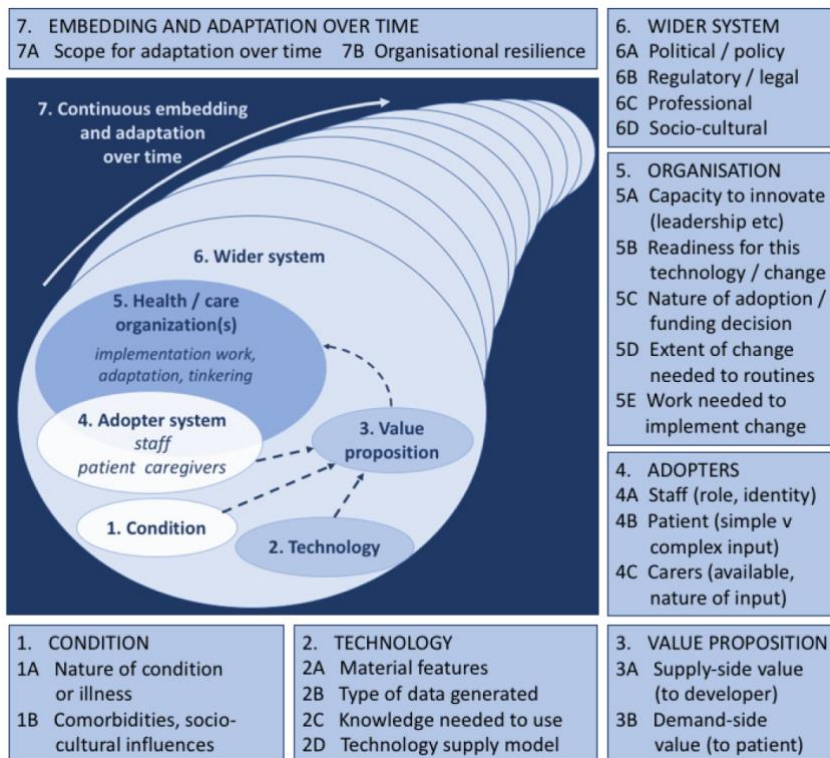 7. EMBEDDING AND ADAPTATION OVER TIME
7A Scope for adaptation over time 7B Organisational resilience
7. Continuous embedding
and adaptation
over time
6. Wider system
5. Health / care
organization(s)
implementation work,
adaptation, tinkering
4. Adopter system
staff
patient caregivers
3. Value
proposition
1. Condition
2. Technology
6. WIDER SYSTEM
6A Political / policy
6B Regulatory / legal
6C Professional
6D Socio-cultural
5. ORGANISATION
5A Capacity to innovate
(leadership etc)
5B Readiness for this
technology / change
5C Nature of adoption /
funding decision
5D Extent of change
needed to routines
5E Work needed to
implement change
4. ADOPTERS
4A Staff (role, identity)
4B Patient (simple v
complex input)
4C Carers (available,
nature of input)
1. CONDITION
1A Nature of condition
or illness
1B Comorbidities, socio-
cultural influences
2. TECHNOLOGY
2A Material features
2B Type of data generated
2C Knowledge needed to use
2D Technology supply model
3. VALUE PROPOSITION
3A Supply-side value
(to developer)
3B Demand-side
value (to patient)